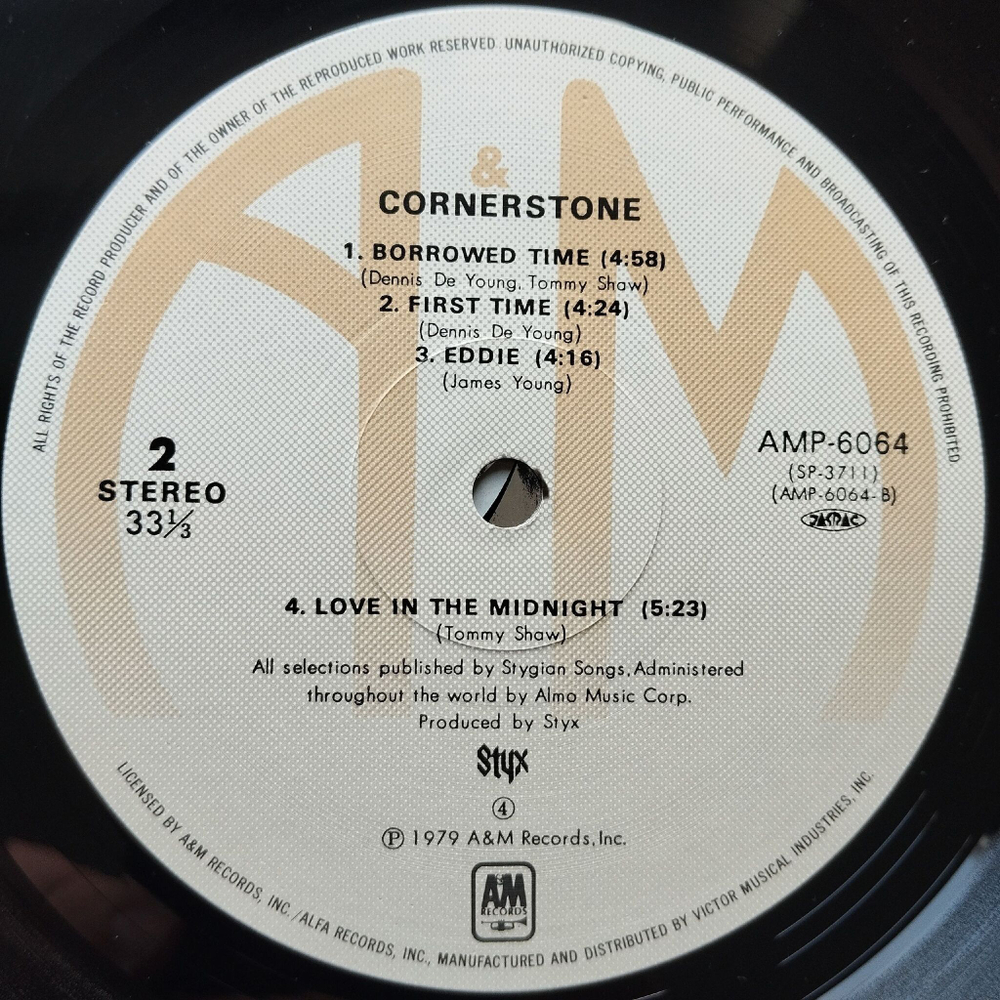 ALL RIGHTS OF THE RECORD PRODUCER AND OF THE OWNER OF THE REPRODUCED WORK RESERVED. UNAUTHORIZED COPYING, PUBLIC PERFORMANCE AND BROADCASTING OF THIS RECORDING PROHIBITED
A & M
CORNERSTONE
1. BORROWED TIME (4:58)
(Dennis De Young, Tommy Shaw)
2. FIRST TIME (4:24)
(Dennis De Young)
3. EDDIE (4:16)
(James Young)
2
STEREO
33⅓
AMP-6064
(SP-3711)
(AMP-6064-B)
JASRAC
4. LOVE IN THE MIDNIGHT (5:23)
(Tommy Shaw)
All selections published by Stygian Songs, Administered
throughout the world by Almo Music Corp.
Produced by Styx
Styx
④
Ⓟ 1979 A&M Records, Inc.
A&M
RECORDS
LICENSED BY A&M RECORDS, INC./ALFA RECORDS, INC., MANUFACTURED AND DISTRIBUTED BY VICTOR MUSICAL INDUSTRIES, INC.